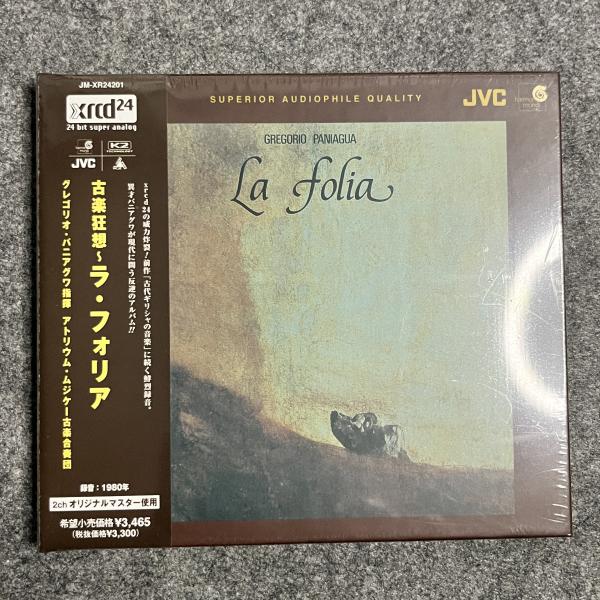 JM-XR24201
xrcd24
24 bit super analog
JVC
K2
TECHNOLOGY
古楽狂想～ラ・フォリア
グレゴリオ・パニアグワ指揮 アトリウム・ムジケー古楽合奏団
xrcd24の威力炸裂!前作「古代ギリシャの音楽」に続く鮮烈録音。
異才パニアグワが現代に問う反逆のアルバム!!
録音：1980年
2chオリジナルマスター使用
希望小売価格¥3,465
(税抜価格¥3,300)
SUPERIOR AUDIOPHILE QUALITY
JVC
harmonia
mundi
GREGORIO PANIAGUA
La folia